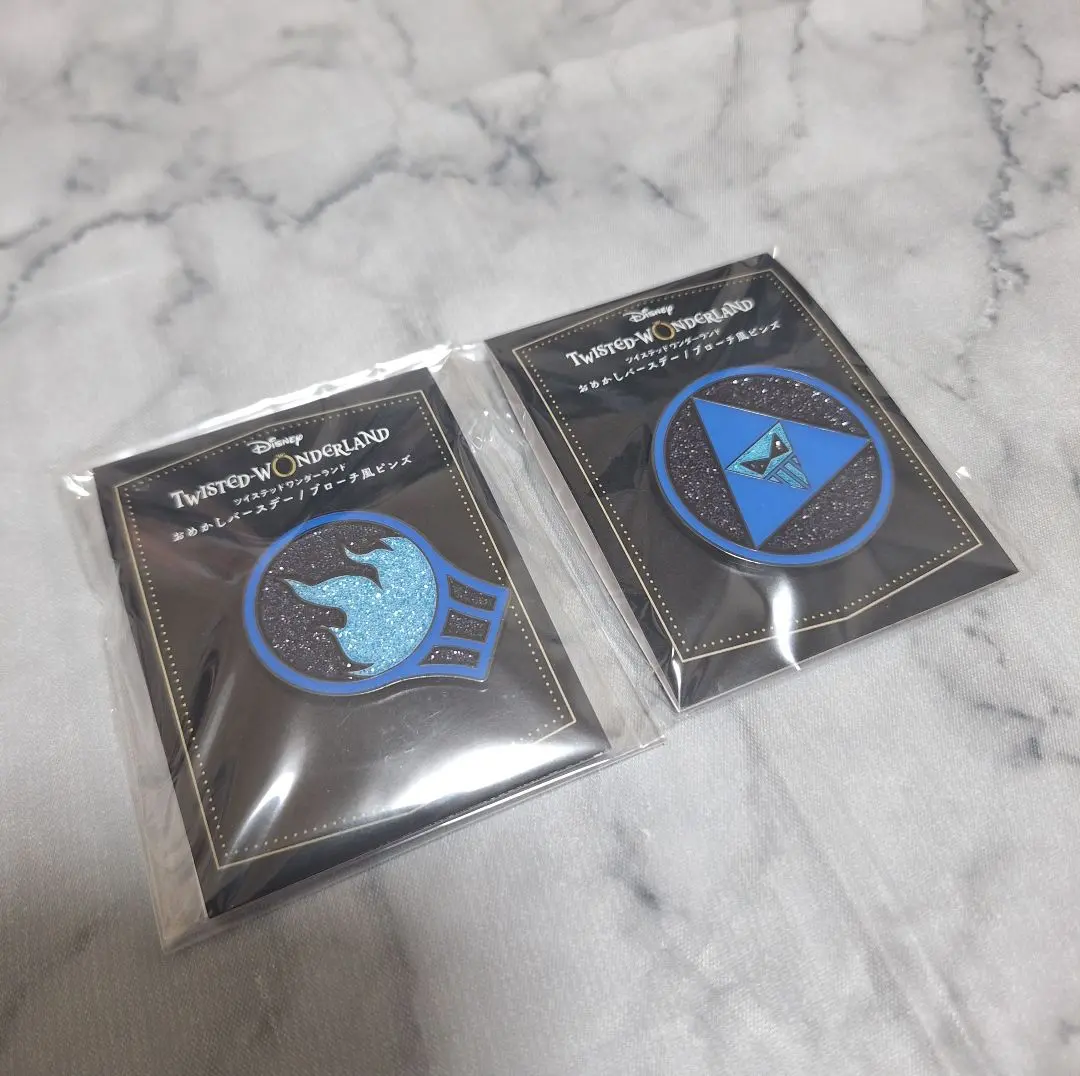 Disney
TWISTED-WONDERLAND
ツイステッドワンダーランド
おめかしバースデー / ブローチ風ピンズ
Disney
TWISTED-WONDERLAND
ツイステッドワンダーランド
おめかしバースデー / ブローチ風ピンズ